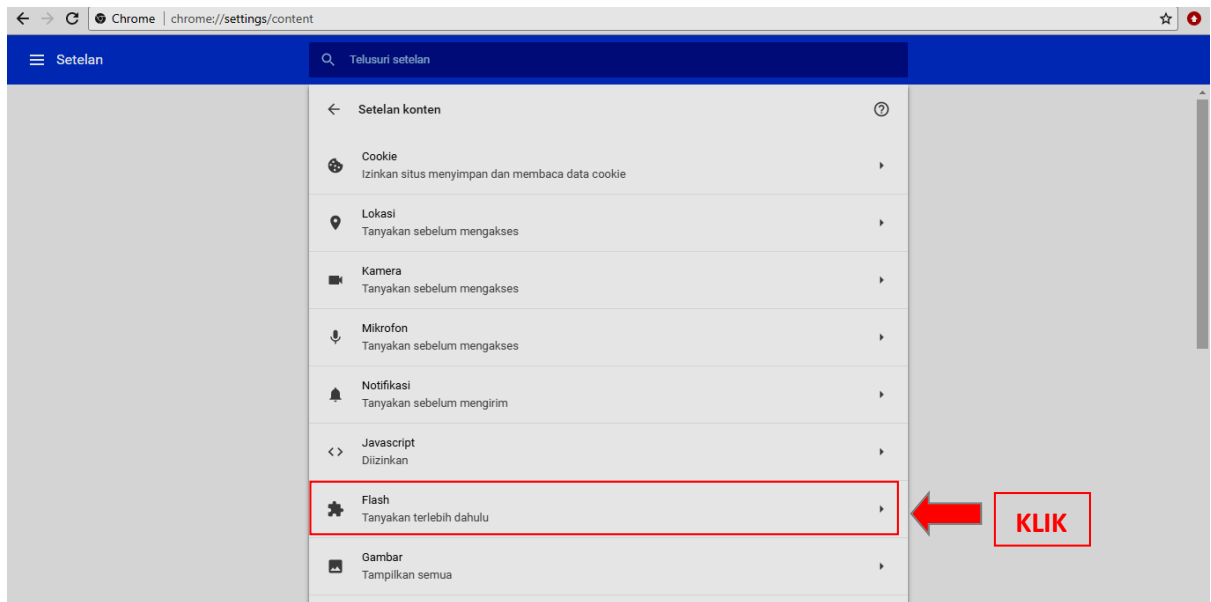 Chrome | chrome://settings/content
Setelan
Telusuri setelan
Setelan konten
Cookie
Izinkan situs menyimpan dan membaca data cookie
Lokasi
Tanyakan sebelum mengakses
Kamera
Tanyakan sebelum mengakses
Mikrofon
Tanyakan sebelum mengakses
Notifikasi
Tanyakan sebelum mengirim
Javascript
Diizinkan
Flash
Tanyakan terlebih dahulu
KLIK
Gambar
Tampilkan semua